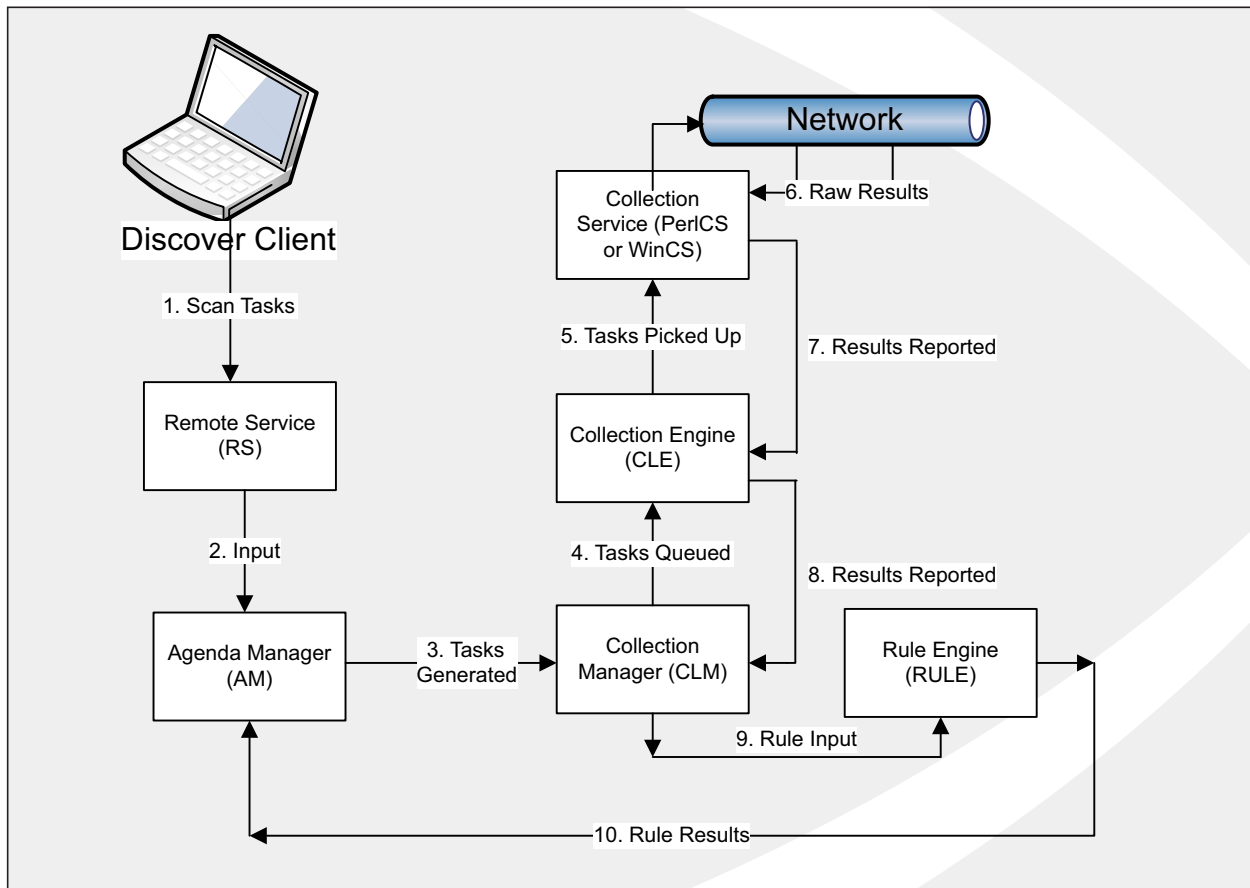 Discover Client
1. Scan Tasks
Remote Service
(RS)
2. Input
Agenda Manager
(AM)
3. Tasks
Generated
Collection
Manager (CLM)
4. Tasks Queued
Collection Engine
(CLE)
5. Tasks Picked Up
Collection
Service (PerlCS
or WinCS)
Network
6. Raw Results
7. Results Reported
8. Results Reported
9. Rule Input
Rule Engine
(RULE)
10. Rule Results